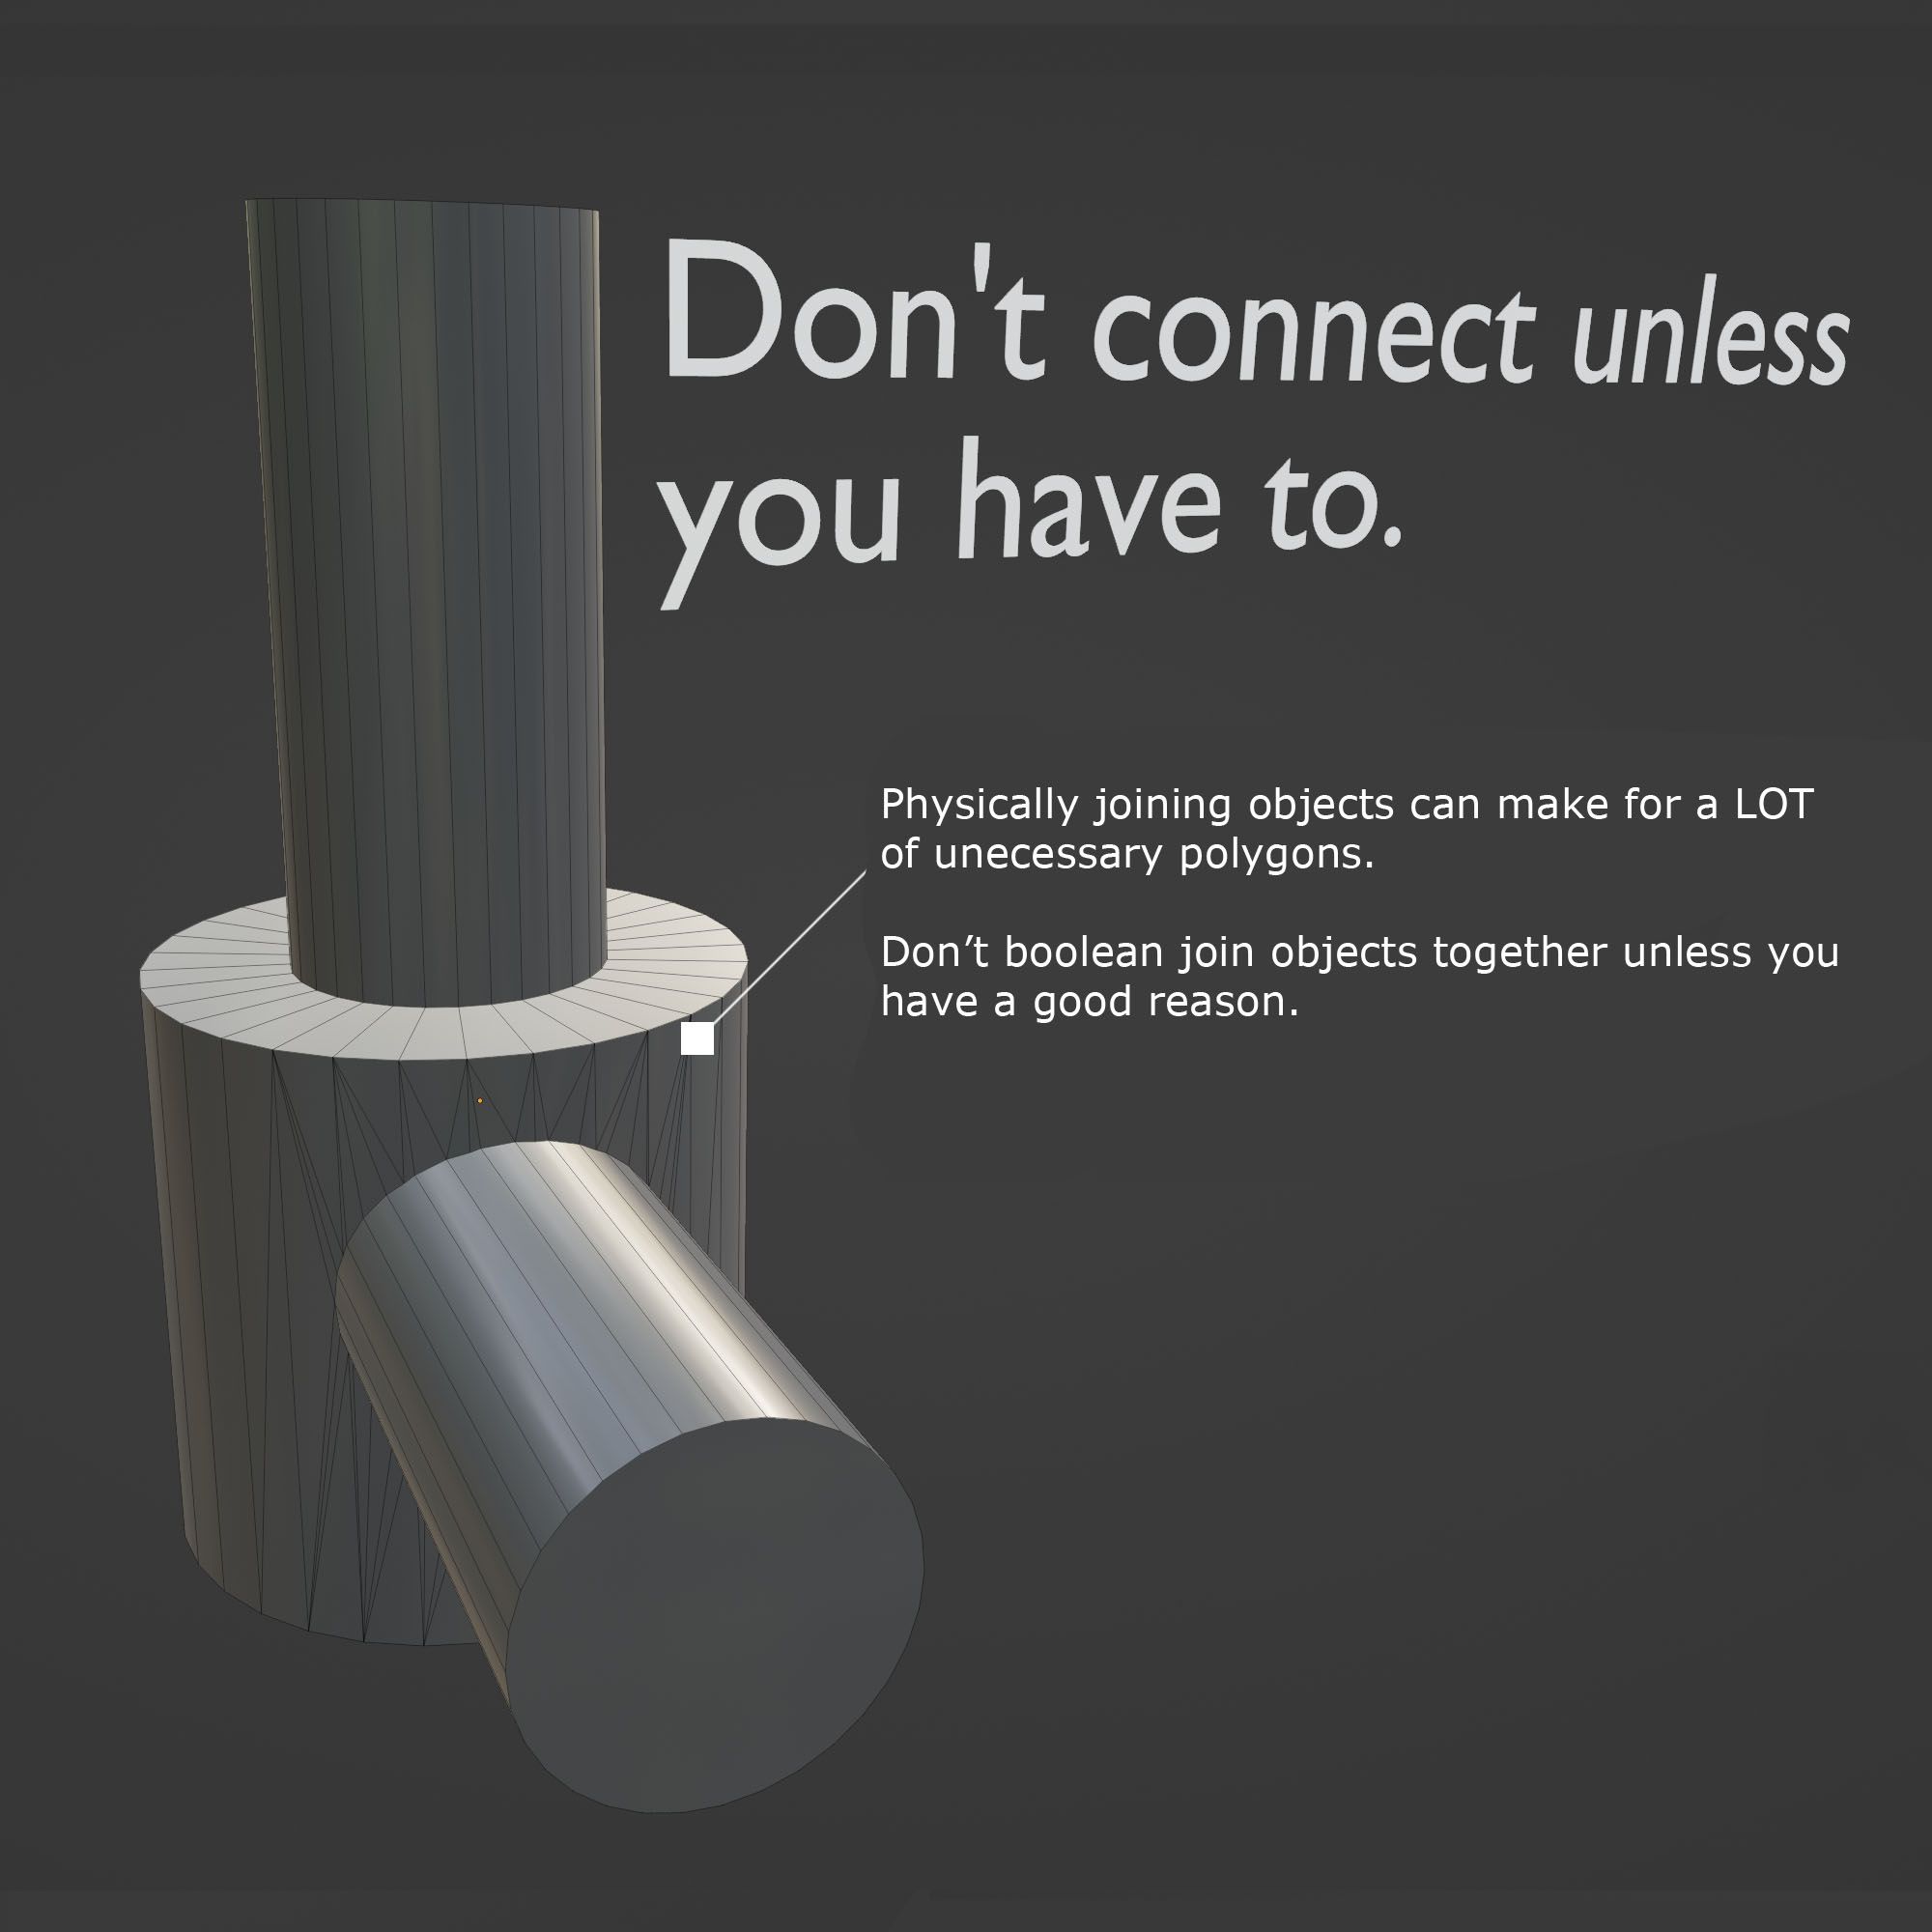 Don't connect unless
you have to.
Physically joining objects can make for a LOT
of unecessary polygons.
Don’t boolean join objects together unless you
have a good reason.